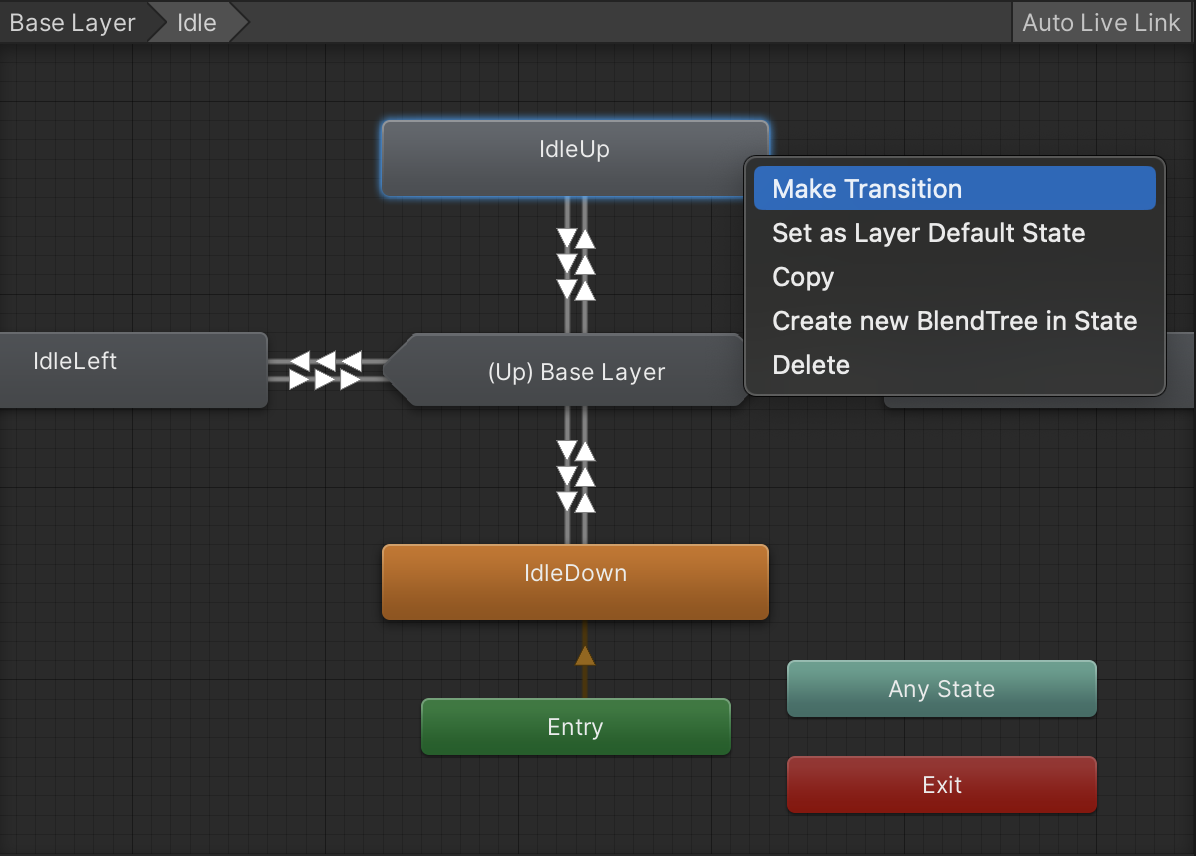 Base Layer
Idle
Auto Live Link
IdleUp
Make Transition
Set as Layer Default State
Copy
Create new BlendTree in State
Delete
IdleLeft
(Up) Base Layer
IdleDown
Entry
Any State
Exit